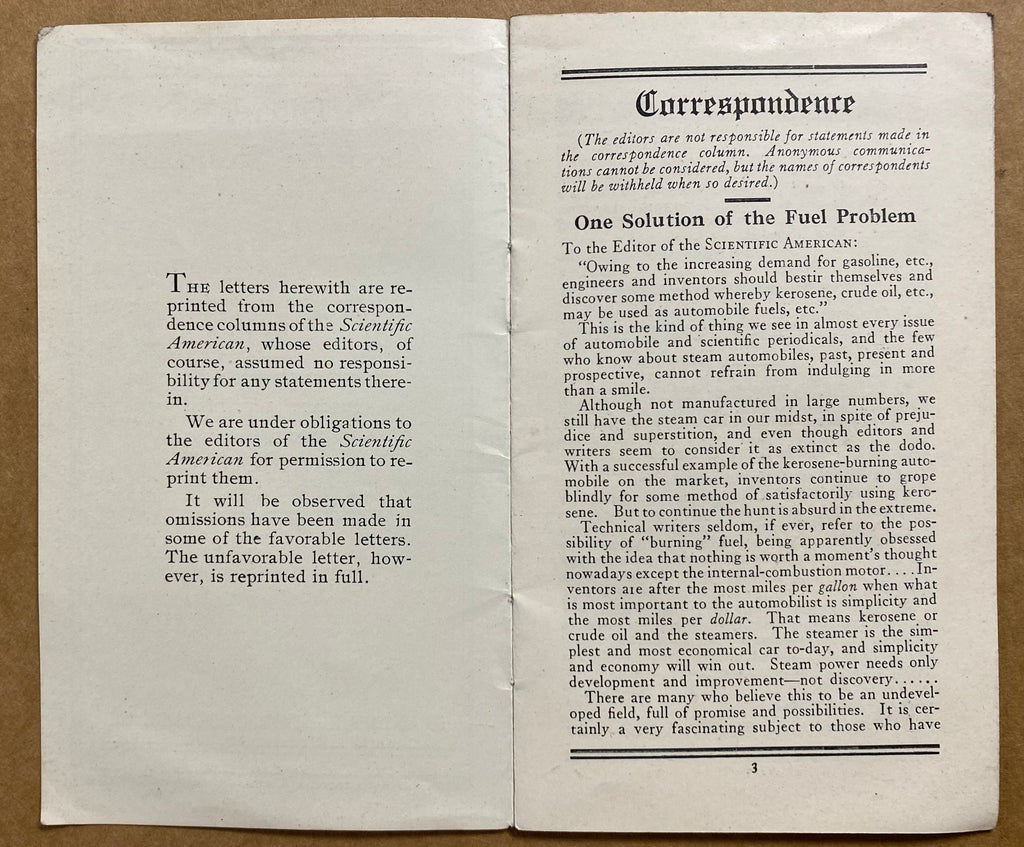 THE letters herewith are re-
printed from the correspon-
dence columns of the Scientific
American, whose editors, of
course, assumed no responsi-
bility for any statements there-
in.
We are under obligations to
the editors of the Scientific
American for permission to re-
print them.
It will be observed that
omissions have been made in
some of the favorable letters.
The unfavorable letter, how-
ever, is reprinted in full.
Correspondence
(The editors are not responsible for statements made in
the correspondence column. Anonymous communica-
tions cannot be considered, but the names of correspondents
will be withheld when so desired.)
One Solution of the Fuel Problem
To the Editor of the SCIENTIFIC AMERICAN:
"Owing to the increasing demand for gasoline, etc.,
engineers and inventors should bestir themselves and
discover some method whereby kerosene, crude oil, etc.,
may be used as automobile fuels, etc."
This is the kind of thing we see in almost every issue
of automobile and scientific periodicals, and the few
who know about steam automobiles, past, present and
prospective, cannot refrain from indulging in more
than a smile.
Although not manufactured in large numbers, we
still have the steam car in our midst, in spite of preju-
dice and superstition, and even though editors and
writers seem to consider it as extinct as the dodo.
With a successful example of the kerosene-burning auto-
mobile on the market, inventors continue to grope
blindly for some method of satisfactorily using kero-
sene. But to continue the hunt is absurd in the extreme.
Technical writers seldom, if ever, refer to the pos-
sibility of "burning" fuel, being apparently obsessed
with the idea that nothing is worth a moment's thought
nowadays except the internal-combustion motor.... In-
ventors are after the most miles per gallon when what
is most important to the automobilist is simplicity and
the most miles per dollar. That means kerosene or
crude oil and the steamers. The steamer is the sim-
plest and most economical car to-day, and simplicity
and economy will win out. Steam power needs only
development and improvement—not discovery......
There are many who believe this to be an undevel-
oped field, full of promise and possibilities. It is cer-
tainly a very fascinating subject to those who have
3